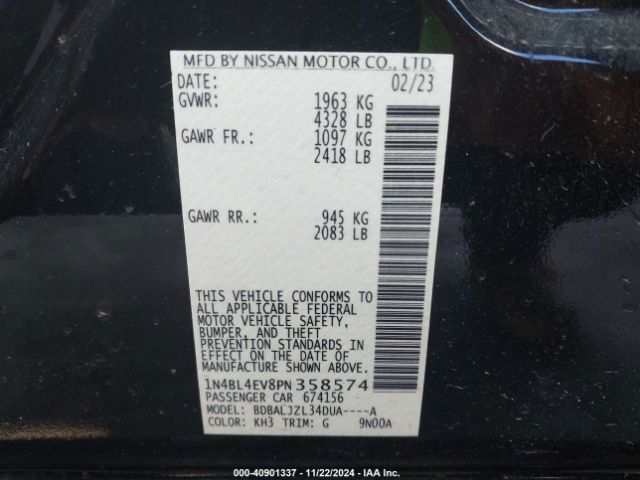 MFD BY NISSAN MOTOR CO., LTD.
DATE: 02/23
GVWR: 1963 KG
4328 LB
GAWR FR.: 1097 KG
2418 LB
GAWR RR.: 945 KG
2083 LB
THIS VEHICLE CONFORMS TO
ALL APPLICABLE FEDERAL
MOTOR VEHICLE SAFETY,
BUMPER, AND THEFT
PREVENTION STANDARDS
IN EFFECT ON THE DATE OF
MANUFACTURE SHOWN ABOVE.
1N4BL4EV8PN358574
PASSENGER CAR 674156
MODEL: BDBALJZL34DUA----A
COLOR: KH3 TRIM: G 9N00A
000-40901337 - 11/22/2024 - IAA Inc.